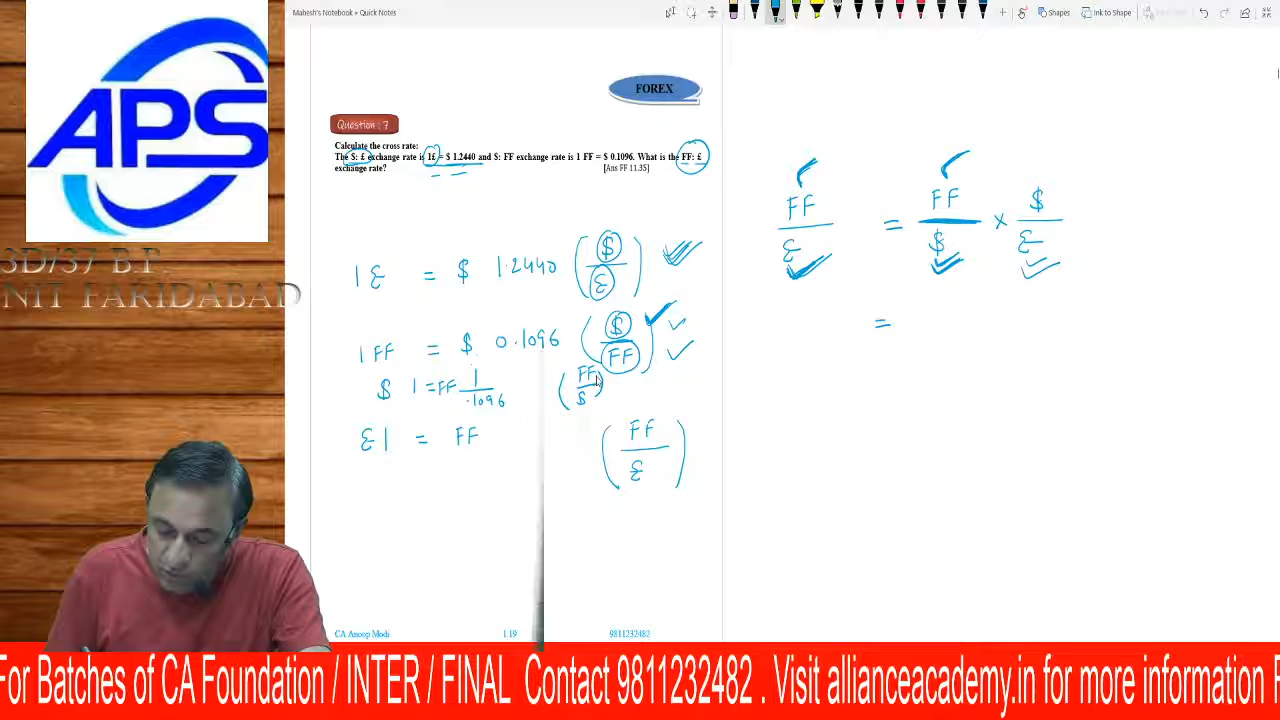 Mahesh's Notebook » Quick Notes
Shapes
Ink to Shape
APS
3D/37 B.P.
NIT FARIDABAD
FOREX
Question : 7
Calculate the cross rate:
The $: £ exchange rate is 1£ = $ 1.2440 and $: FF exchange rate is 1 FF = $ 0.1096. What is the FF: £
exchange rate?
[Ans FF 11.35]
1 £ = $ 1.2440 ($/£)
1 FF = $ 0.1096 ($/FF)
$ 1 = FF 1/.1096 (FF/$)
£ 1 = FF (FF/£)
FF/£ = FF/$ × $/£
=
CA Anoop Modi
1.19
9811232482
For Batches of CA Foundation / INTER / FINAL Contact 9811232482 . Visit allianceacademy.in for more information